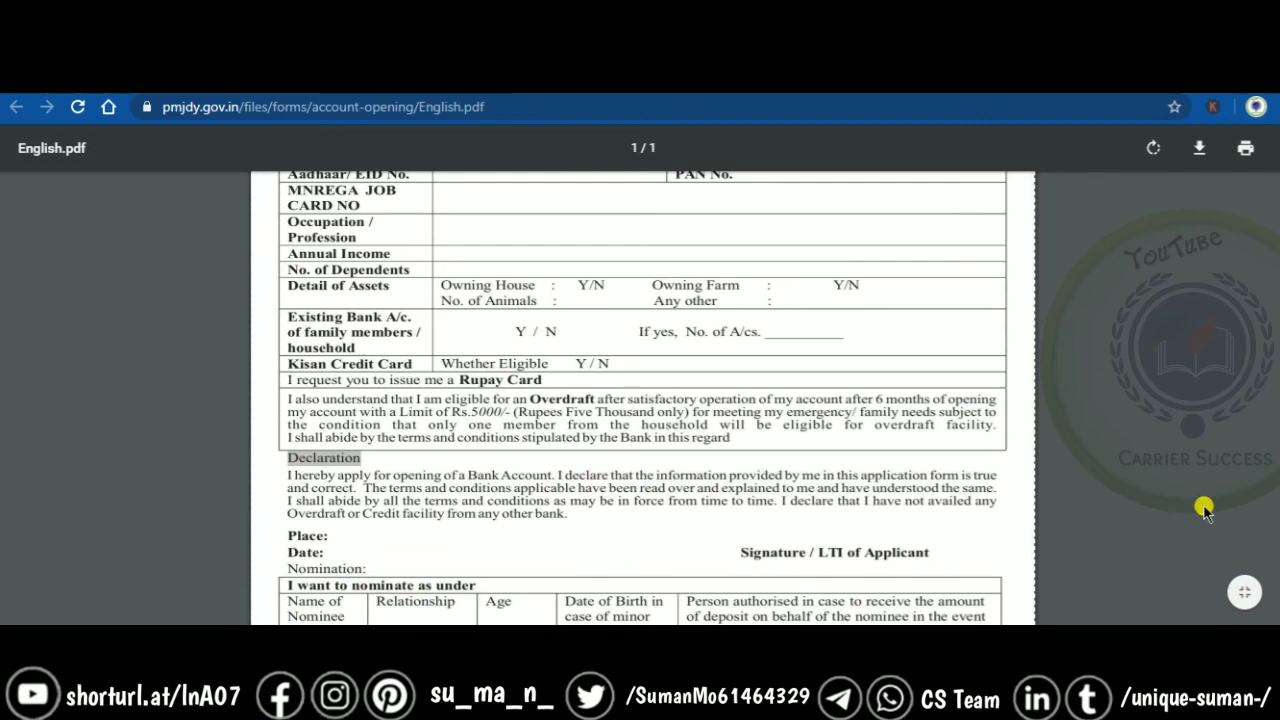 pmjdy.gov.in/files/forms/account-opening/English.pdf
K
English.pdf
1 / 1
Aadhaar/ EID No. PAN No.
MNREGA JOB
CARD NO
Occupation /
Profession
Annual Income
No. of Dependents
Detail of Assets Owning House : Y/N Owning Farm : Y/N
No. of Animals : Any other :
Existing Bank A/c.
of family members /
household
Y / N If yes, No. of A/cs. __________
Kisan Credit Card Whether Eligible Y / N
I request you to issue me a Rupay Card
I also understand that I am eligible for an Overdraft after satisfactory operation of my account after 6 months of opening
my account with a Limit of Rs.5000/- (Rupees Five Thousand only) for meeting my emergency/ family needs subject to
the condition that only one member from the household will be eligible for overdraft facility.
I shall abide by the terms and conditions stipulated by the Bank in this regard
Declaration
I hereby apply for opening of a Bank Account. I declare that the information provided by me in this application form is true
and correct. The terms and conditions applicable have been read over and explained to me and have understood the same.
I shall abide by all the terms and conditions as may be in force from time to time. I declare that I have not availed any
Overdraft or Credit facility from any other bank.
Place:
Date: Signature / LTI of Applicant
Nomination:
I want to nominate as under
Name of
Nominee
Relationship
Age
Date of Birth in
case of minor
Person authorised in case to receive the amount
of deposit on behalf of the nominee in the event
YouTube
CARRIER SUCCESS
shorturl.at/lnA07 su_ma_n_ /SumanMo61464329 CS Team /unique-suman-/